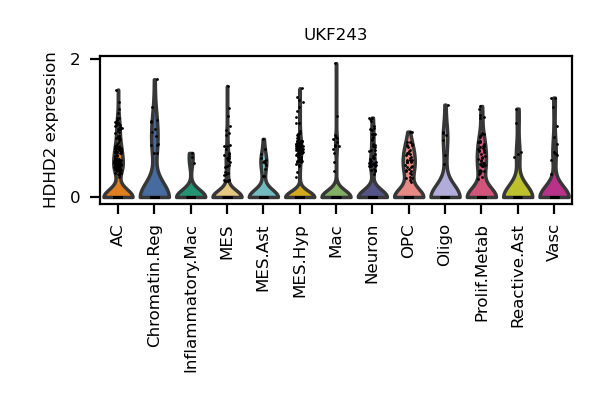 UKF243
HDHD2 expression
2
0
AC
Chromatin.Reg
Inflammatory.Mac
MES
MES.Ast
MES.Hyp
Mac
Neuron
OPC
Oligo
Prolif.Metab
Reactive.Ast
Vasc